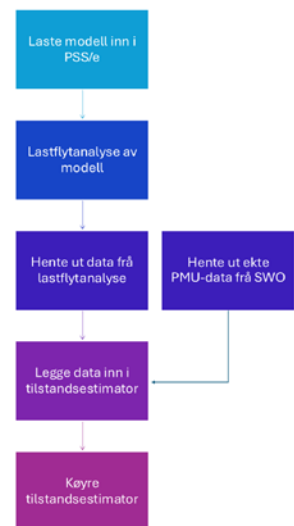 Laste modell inn i
PSS/e
Lastflytanalyse av
modell
Hente ut data frå
lastflytanalyse
Hente ut ekte
PMU-data frå SWO
Legge data inn i
tilstandsestimator
Køyre
tilstandsestimator